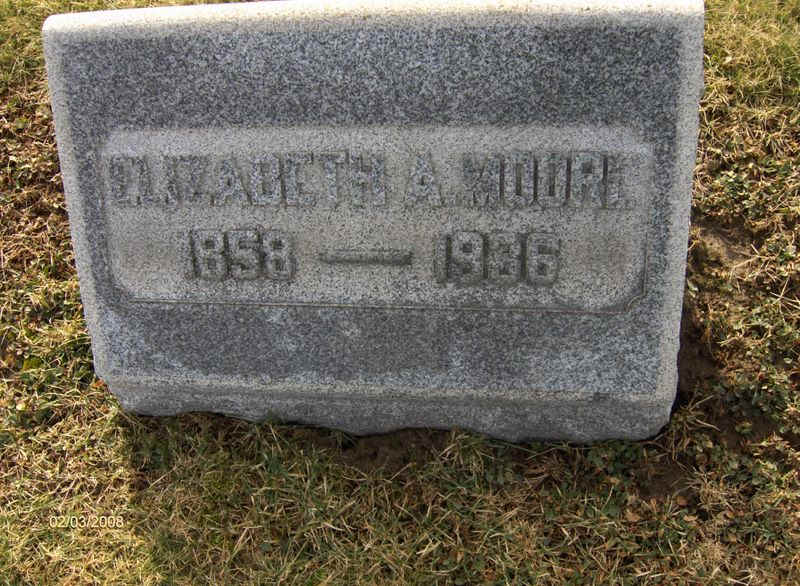 ELIZABETH A. MOORE
1858 — 1936
02/03/2008